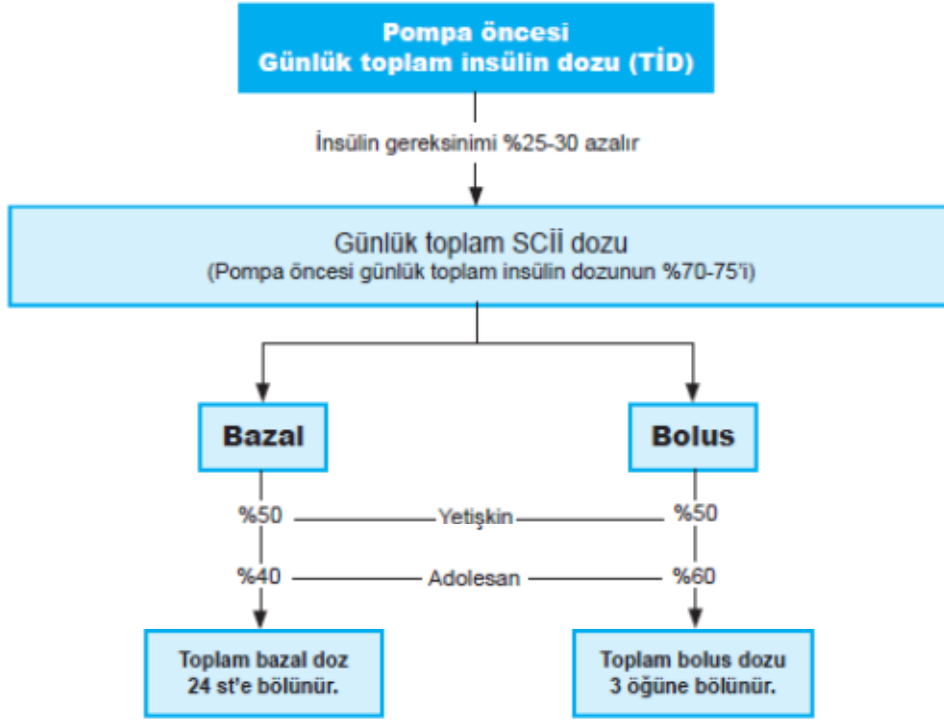 Pompa öncesi
Günlük toplam insülin dozu (TİD)
İnsülin gereksinimi %25-30 azalır
Günlük toplam SCİİ dozu
(Pompa öncesi günlük toplam insülin dozunun %70-75'i)
Bazal
Bolus
%50
Yetişkin
%50
%40
Adolesan
%60
Toplam bazal doz
24 st'e bölünür.
Toplam bolus dozu
3 öğüne bölünür.